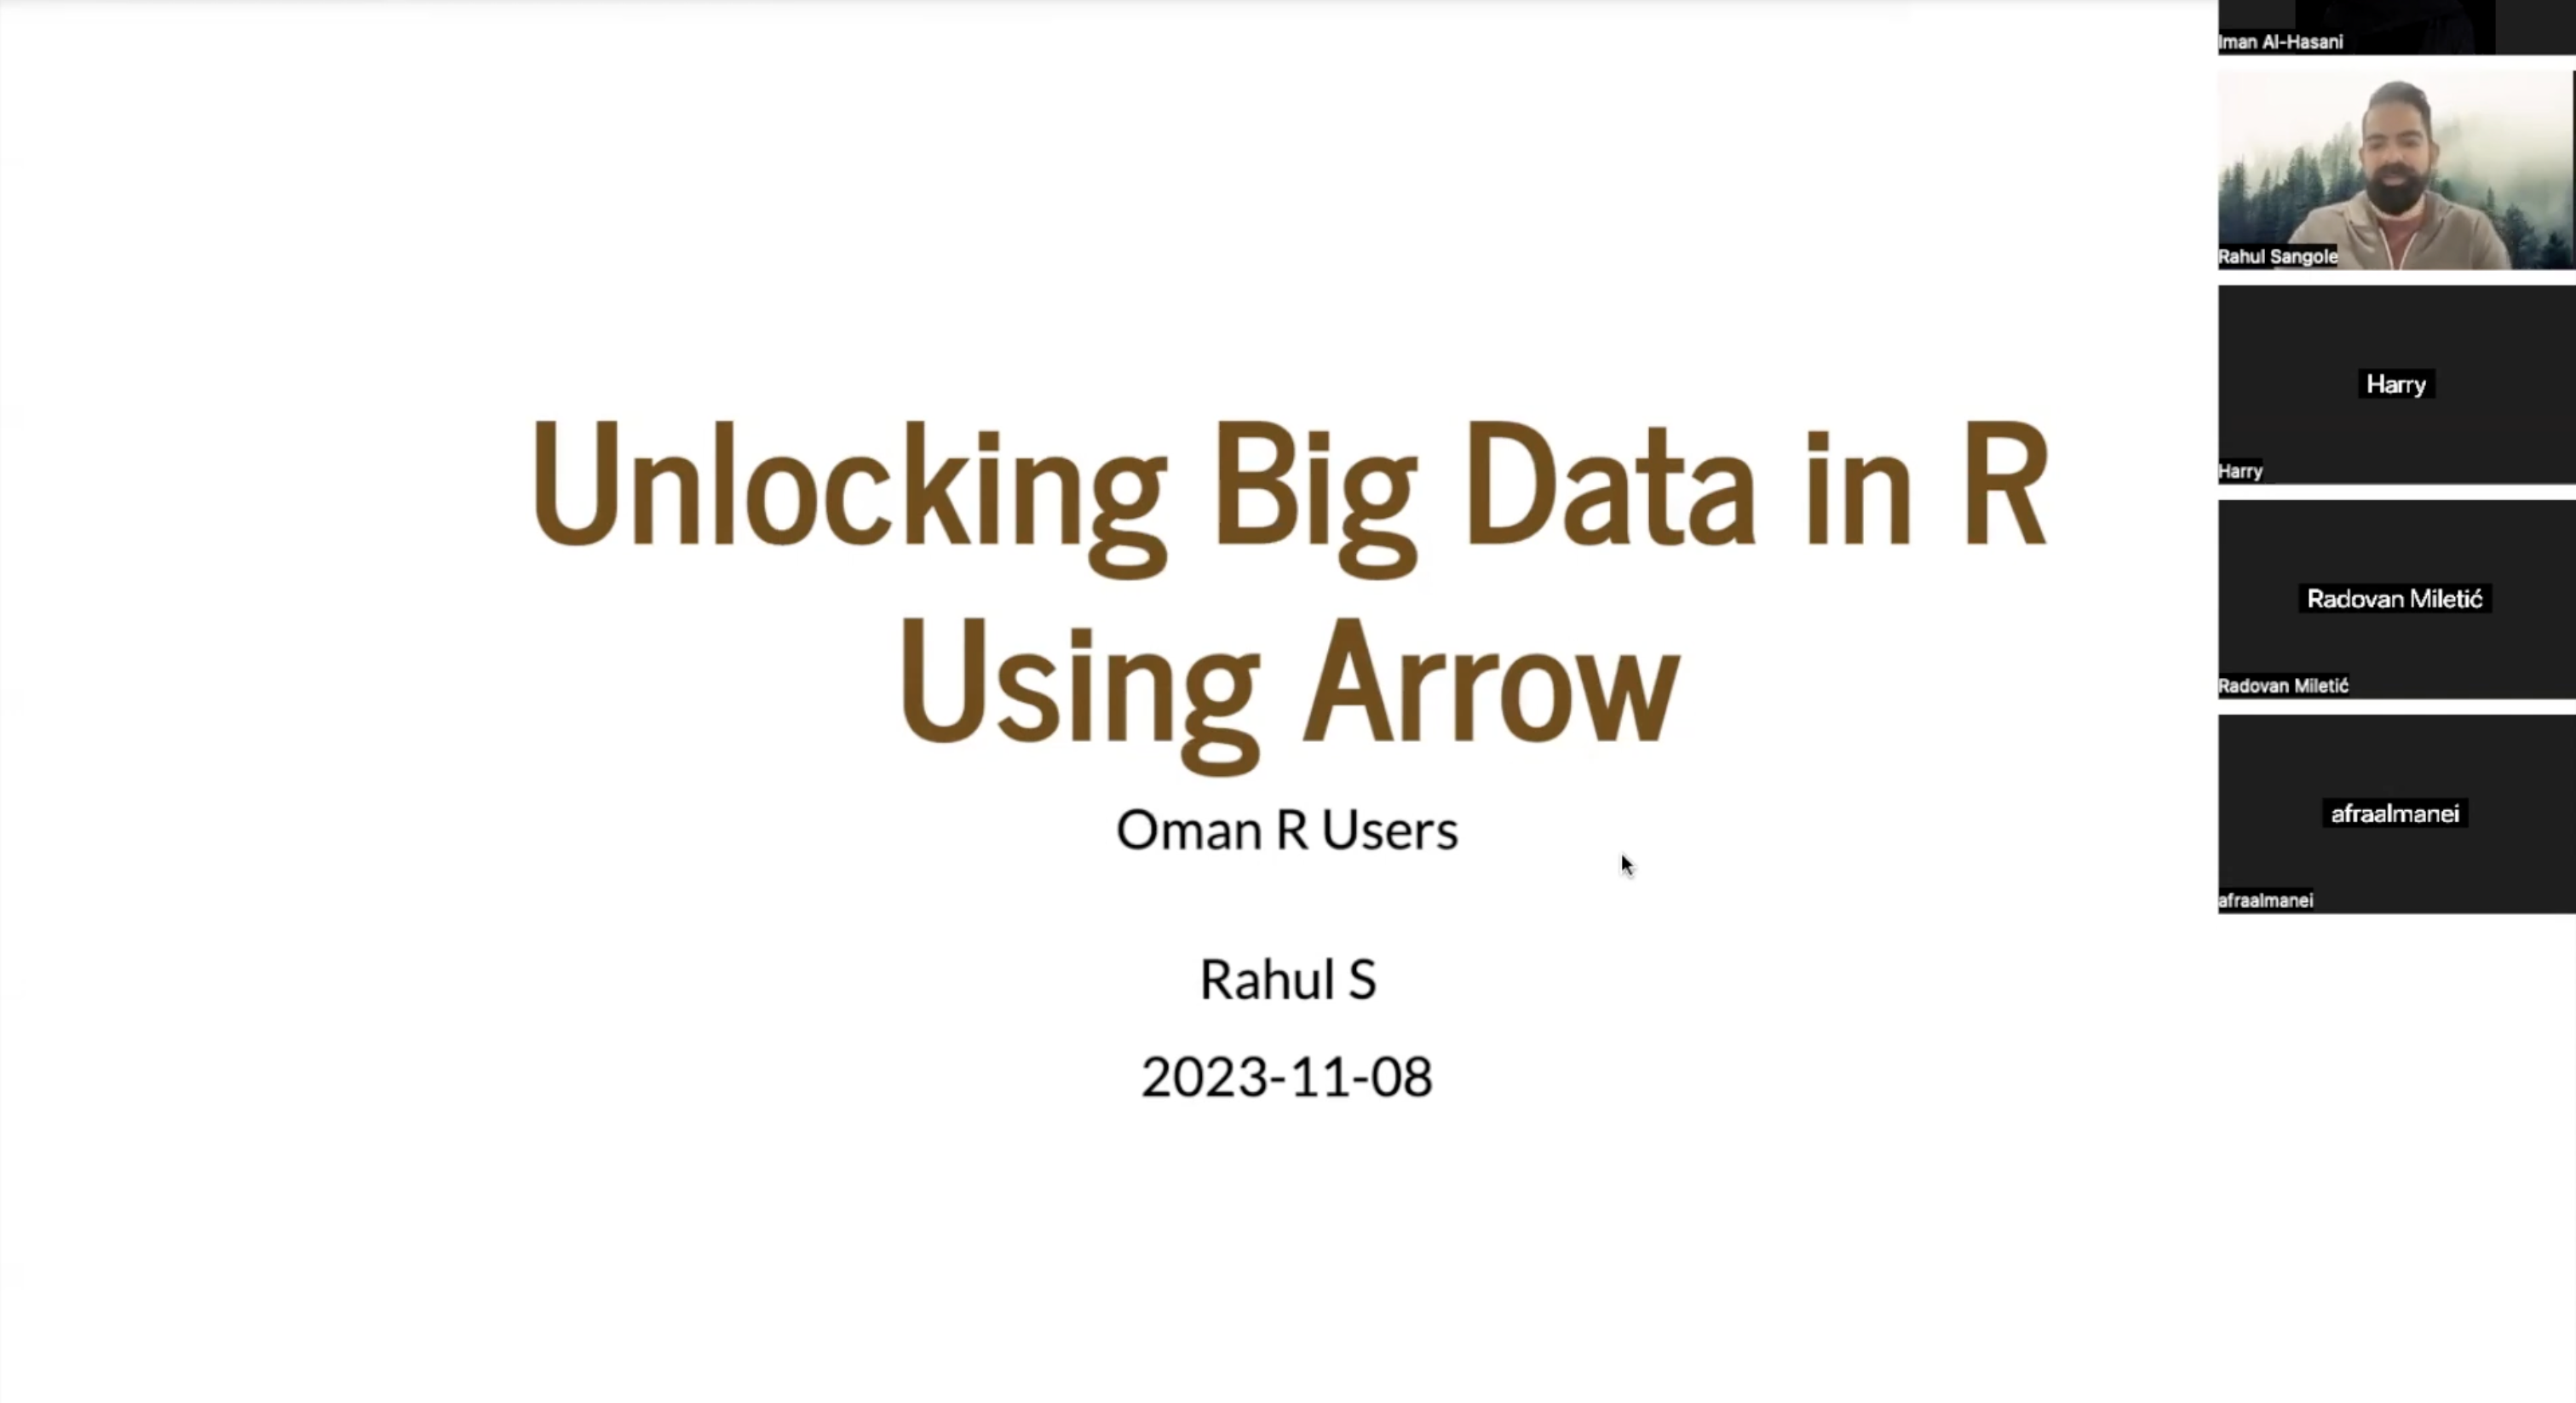 Unlocking Big Data in R
Using Arrow
Oman R Users
Rahul S
2023-11-08
Iman Al-Hasani
Rahul Sangole
Harry
Harry
Radovan Miletić
Radovan Miletić
afraalmanei
afraalmanei